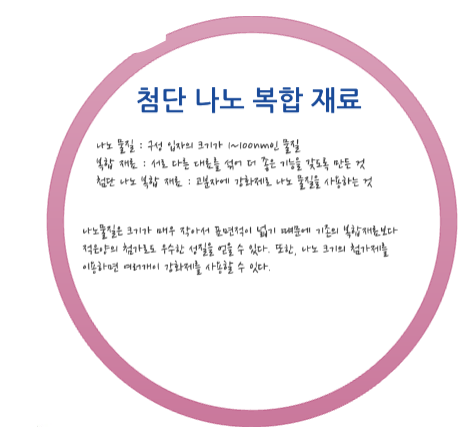 첨단 나노 복합 재료
나노 물질 : 구성 입자의 크기가 1~100nm인 물질
복합 재료 : 서로 다른 재료를 섞어 더 좋은 기능을 갖도록 만든 것
첨단 나노 복합 재료 : 고분자에 강화제로 나노 물질을 사용하는 것
나노물질은 크기가 매우 작아서 표면적이 넓기 때문에 기존의 복합재료보다
적은양의 첨가로도 우수한 성질을 얻을 수 있다. 또한, 나노 크기의 첨가제를
이용하면 여러개의 강화제를 사용할 수 있다.